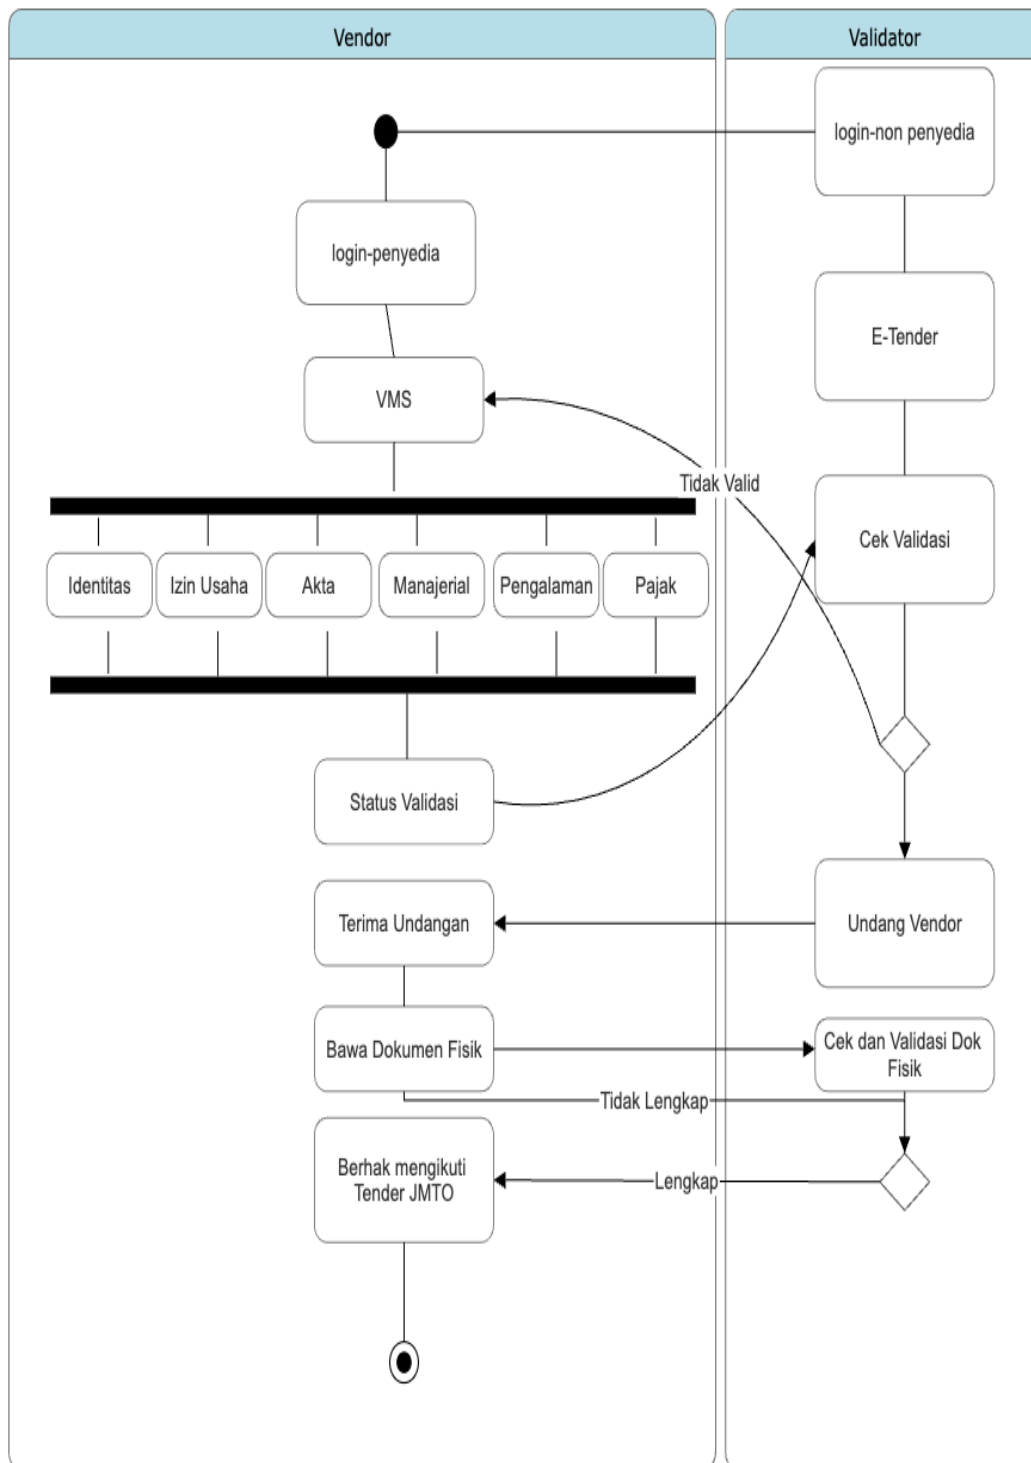 Vendor
Validator
login-non penyedia
login-penyedia
E-Tender
VMS
Tidak Valid
Cek Validasi
Identitas
Izin Usaha
Akta
Manajerial
Pengalaman
Pajak
Status Validasi
Terima Undangan
Undang Vendor
Bawa Dokumen Fisik
Cek dan Validasi Dok
Fisik
Tidak Lengkap
Berhak mengikuti
Tender JMTO
Lengkap